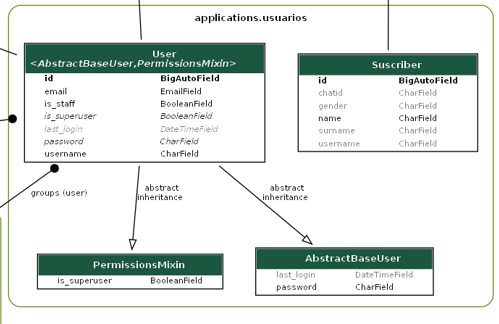 applications.usuarios
User
<AbstractBaseUser,PermissionsMixin>
id BigAutoField
email EmailField
is_staff BooleanField
is_superuser BooleanField
last_login DateTimeField
password CharField
username CharField
Suscriber
id BigAutoField
chatid CharField
gender CharField
name CharField
surname CharField
username CharField
groups (user)
abstract
inheritance
abstract
inheritance
PermissionsMixin
is_superuser BooleanField
AbstractBaseUser
last_login DateTimeField
password CharField